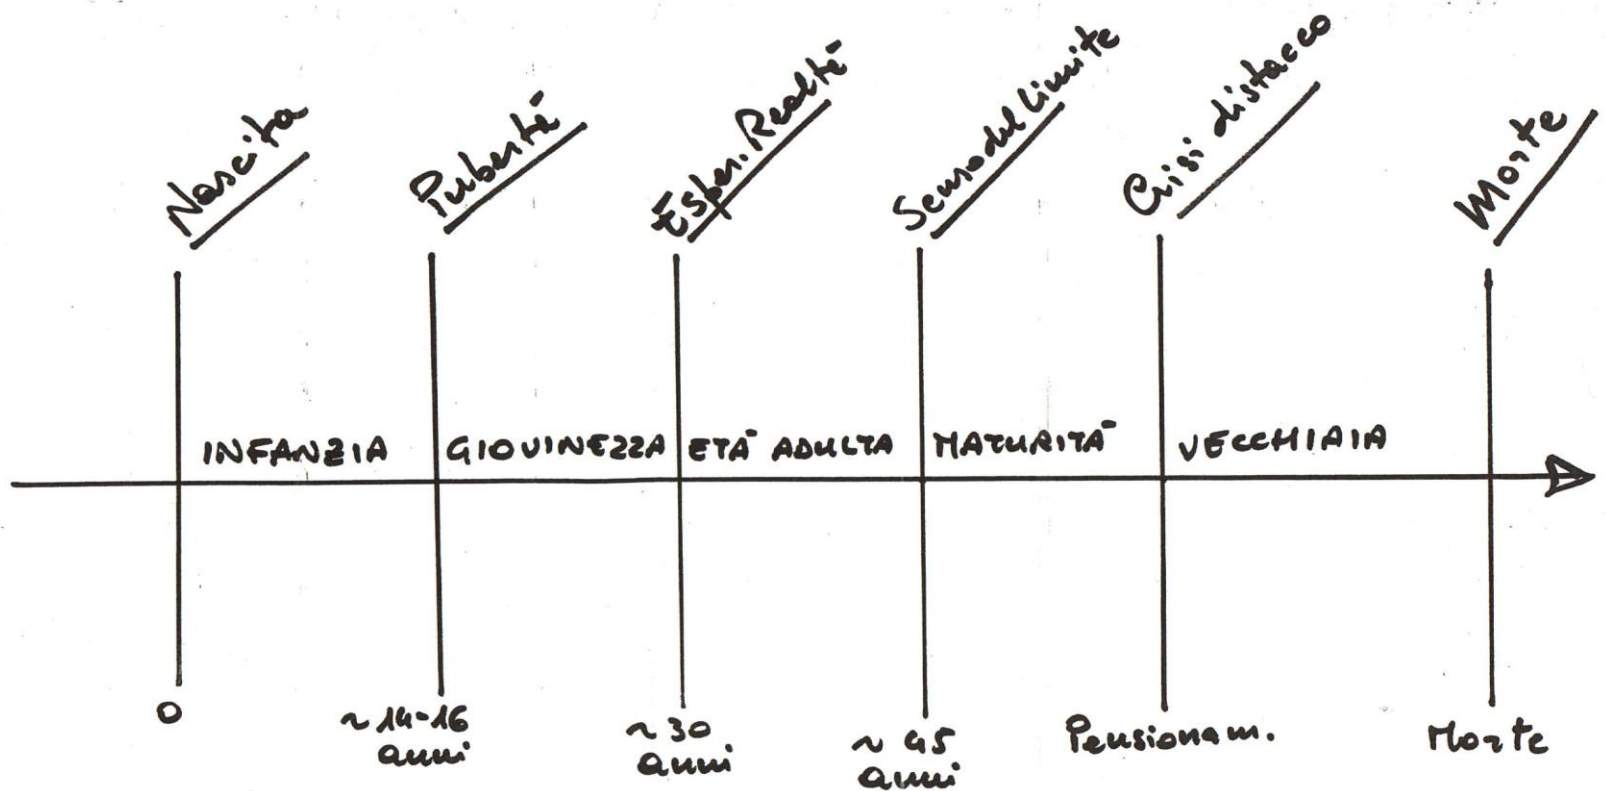 Nascita
Pubertà
Esper. Realtà
Senso del limite
Crisi distacco
Morte
INFANZIA
GIOVINEZZA
ETÀ ADULTA
MATURITÀ
VECCHIAIA
0
~ 14-16
anni
~ 30
anni
~ 45
anni
Pensionam.
Morte